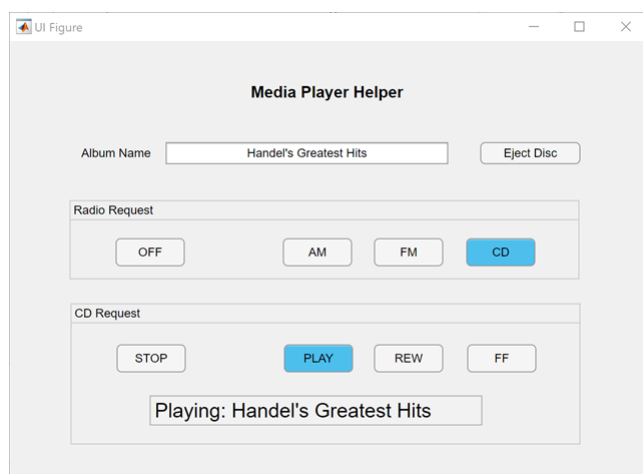 UI Figure
Media Player Helper
Album Name Handel's Greatest Hits Eject Disc
Radio Request
OFF AM FM CD
CD Request
STOP PLAY REW FF
Playing: Handel's Greatest Hits